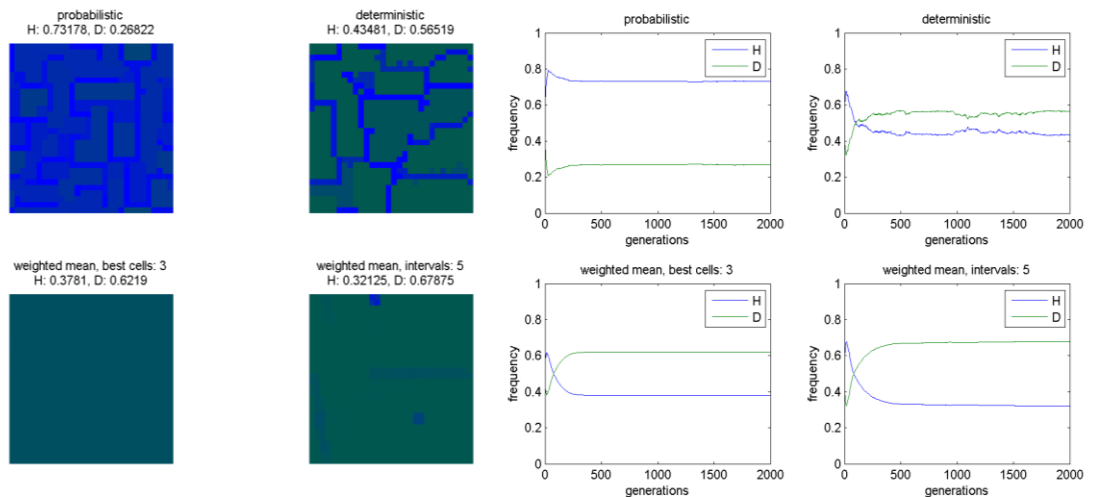 probabilistic
H: 0.73178, D: 0.26822
deterministic
H: 0.43481, D: 0.56519
probabilistic
1
0.8
0.6
0.4
0.2
0
frequency
H
D
0 500 1000 1500 2000
generations
deterministic
1
0.8
0.6
0.4
0.2
0
frequency
H
D
0 500 1000 1500 2000
generations
weighted mean, best cells: 3
H: 0.3781, D: 0.6219
weighted mean, intervals: 5
H: 0.32125, D: 0.67875
weighted mean, best cells: 3
1
0.8
0.6
0.4
0.2
0
frequency
H
D
0 500 1000 1500 2000
generations
weighted mean, intervals: 5
1
0.8
0.6
0.4
0.2
0
frequency
H
D
0 500 1000 1500 2000
generations